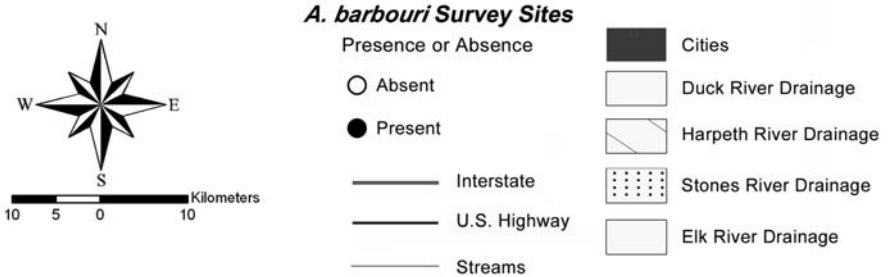 A. barbouri Survey Sites
Presence or Absence
Absent
Present
Interstate
U.S. Highway
Streams
Cities
Duck River Drainage
Harpeth River Drainage
Stones River Drainage
Elk River Drainage
N
W E
S
Kilometers
10 5 0 10